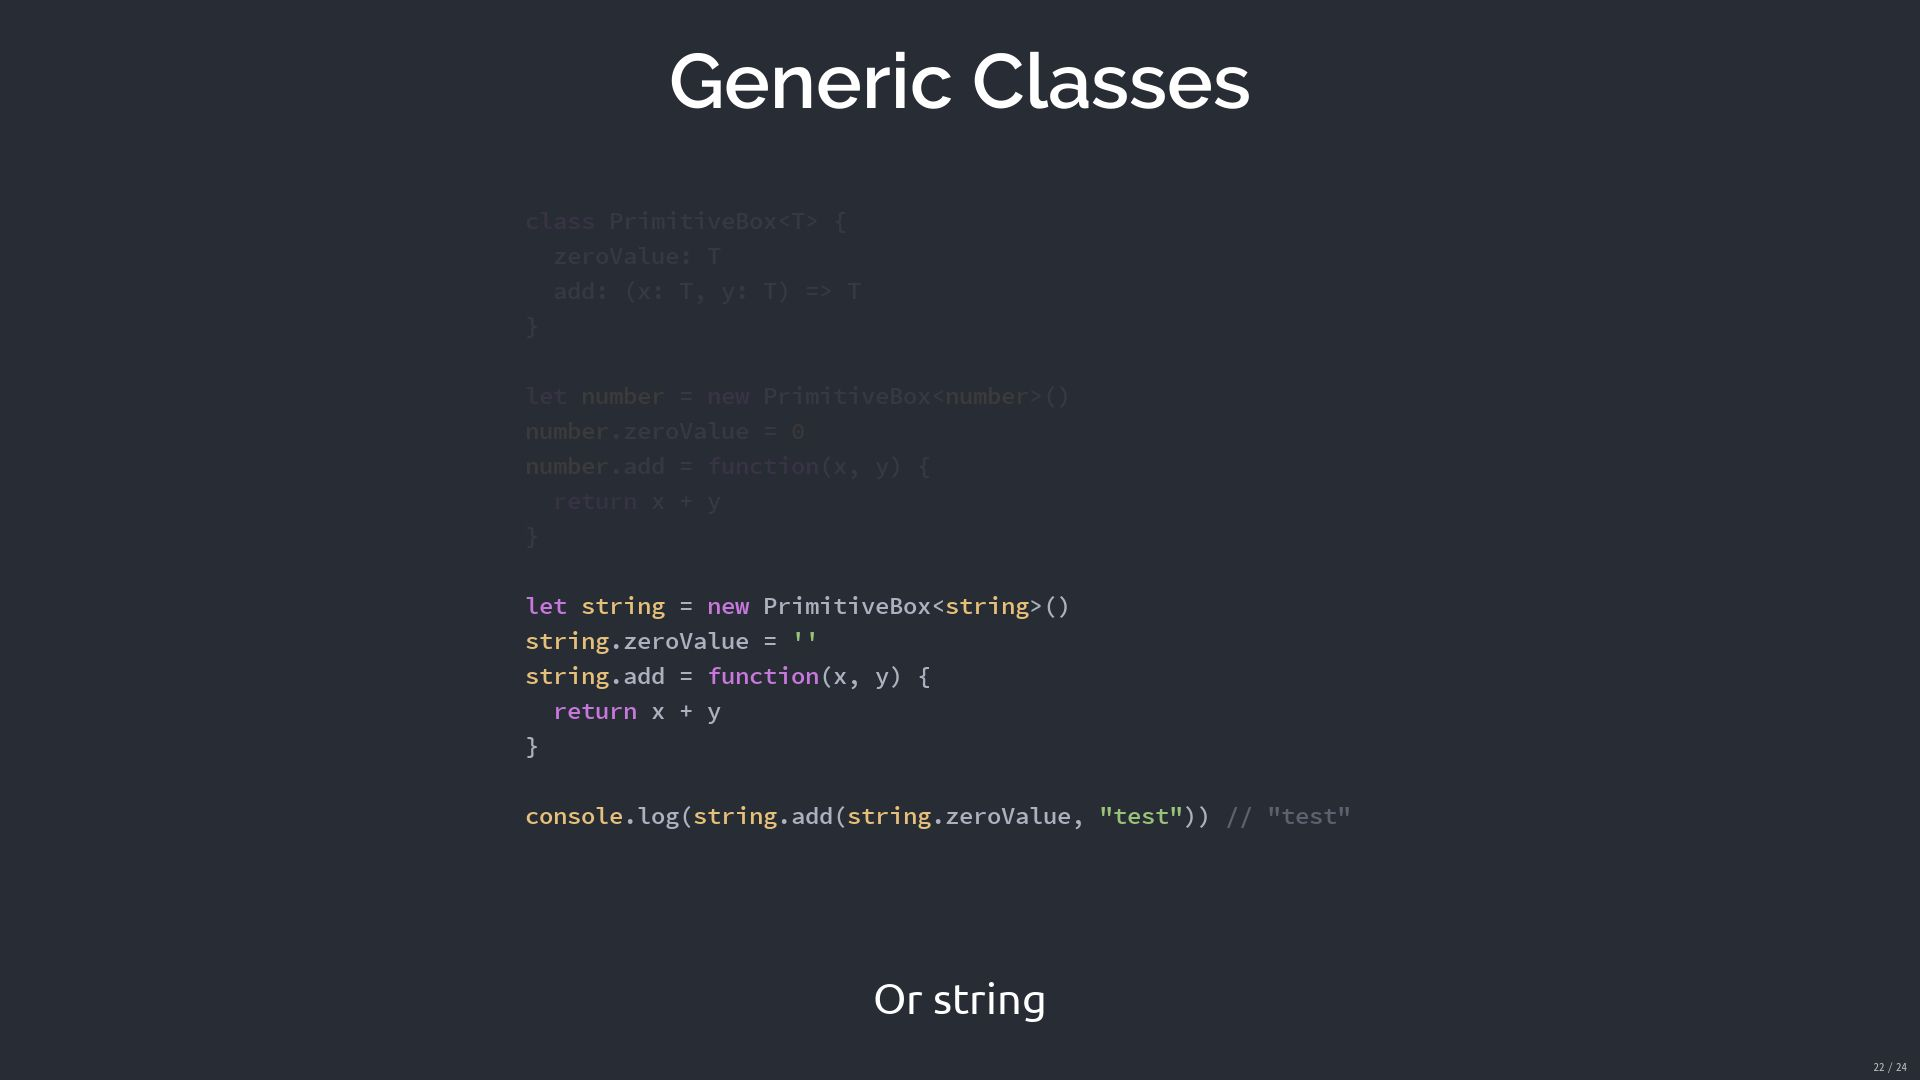 Generic Classes
class PrimitiveBox<T> {
  zeroValue: T
  add: (x: T, y: T) => T
}
let number = new PrimitiveBox<number>()
number.zeroValue = 0
number.add = function(x, y) {
  return x + y
}
let string = new PrimitiveBox<string>()
string.zeroValue = ''
string.add = function(x, y) {
  return x + y
}
console.log(string.add(string.zeroValue, "test")) // "test"
Or string
22 / 24